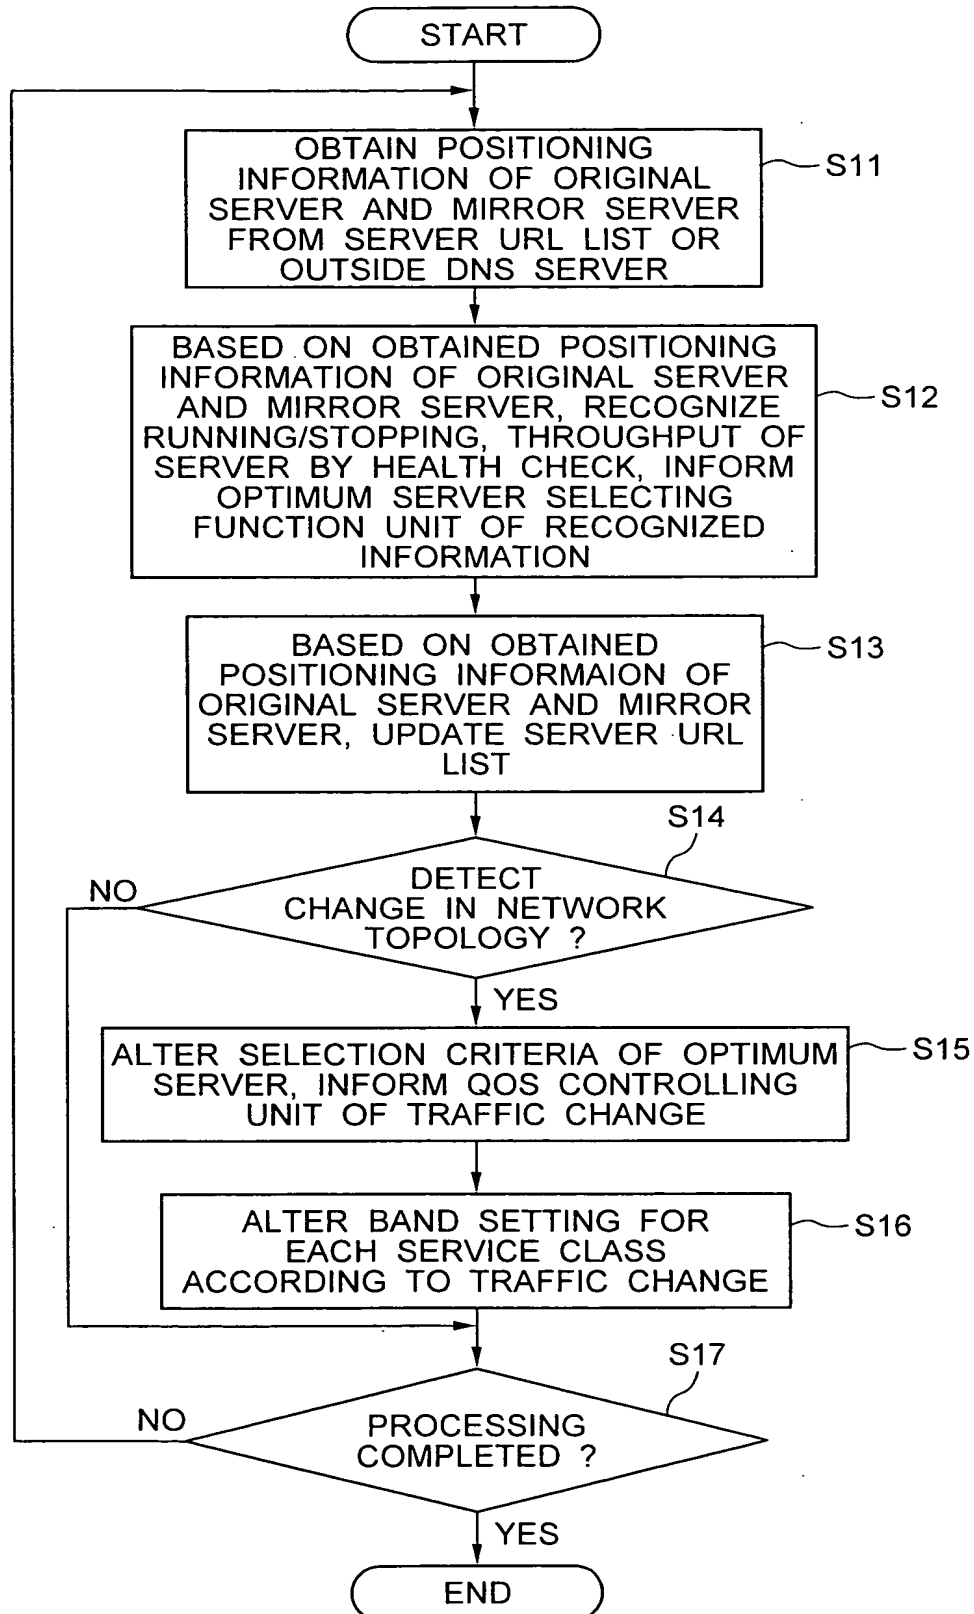 START
OBTAIN POSITIONING
INFORMATION OF ORIGINAL
SERVER AND MIRROR SERVER
FROM SERVER URL LIST OR
OUTSIDE DNS SERVER
S11
BASED ON OBTAINED POSITIONING
INFORMATION OF ORIGINAL SERVER
AND MIRROR SERVER, RECOGNIZE
RUNNING/STOPPING, THROUGHPUT OF
SERVER BY HEALTH CHECK, INFORM
OPTIMUM SERVER SELECTING
FUNCTION UNIT OF RECOGNIZED
INFORMATION
S12
BASED ON OBTAINED
POSITIONING INFORMAION OF
ORIGINAL SERVER AND MIRROR
SERVER, UPDATE SERVER URL
LIST
S13
S14
DETECT
CHANGE IN NETWORK
TOPOLOGY ?
NO
YES
ALTER SELECTION CRITERIA OF OPTIMUM
SERVER, INFORM QOS CONTROLLING
UNIT OF TRAFFIC CHANGE
S15
ALTER BAND SETTING FOR
EACH SERVICE CLASS
ACCORDING TO TRAFFIC CHANGE
S16
S17
PROCESSING
COMPLETED ?
NO
YES
END